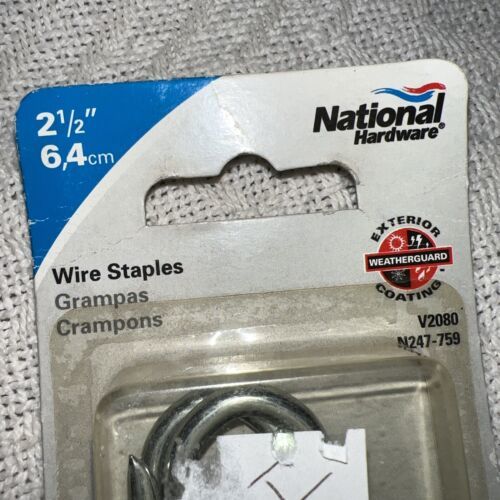 2½"
6,4cm
National
Hardware®
EXTERIOR
WEATHERGUARD
COATING
Wire Staples
Grampas
Crampons
V2080
N247-759